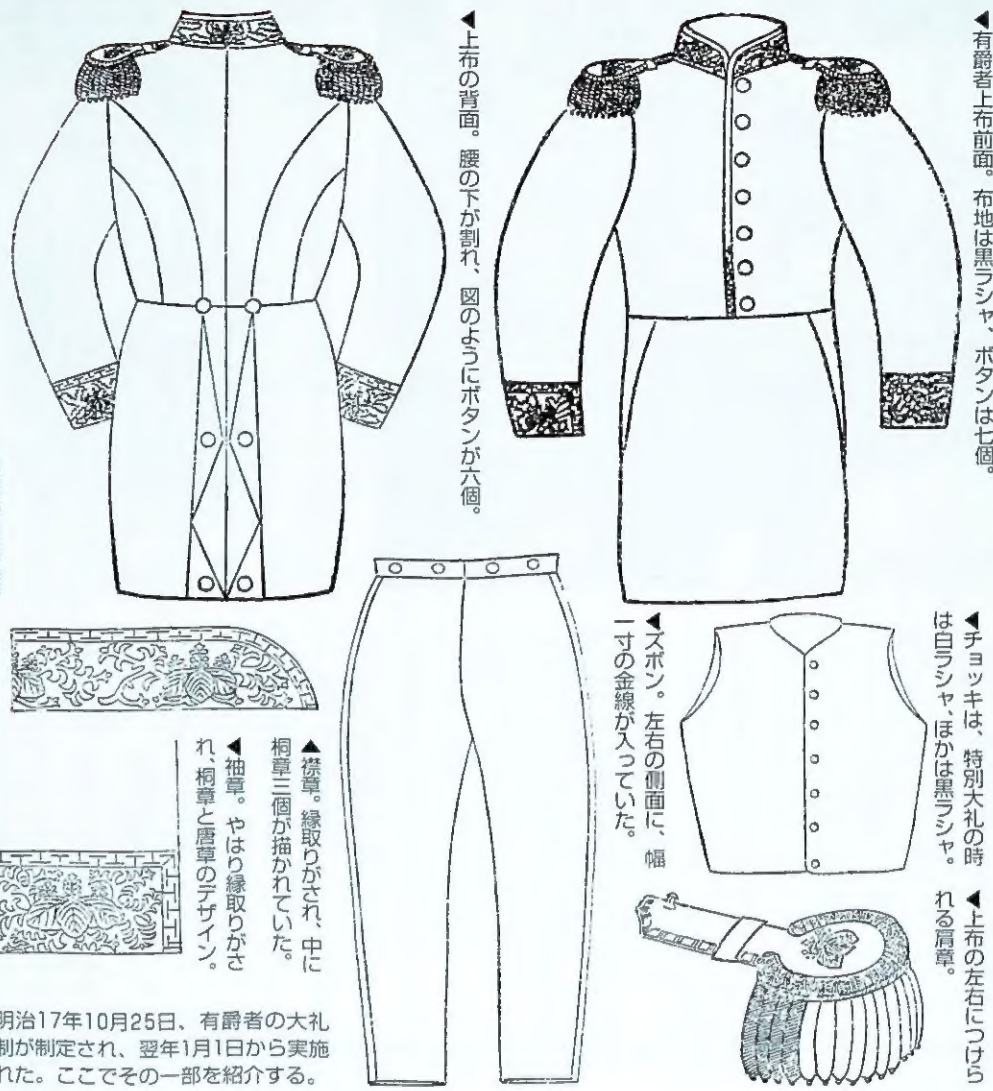 ◀有爵者上布前面。布地は黒ラシャ、ボタンは七個。
◀上布の背面。腰の下が割れ、図のようにボタンが六個。
◀チョッキは、特別大礼の時
は白ラシャ、ほかは黒ラシャ。
◀上布の左右につけら
れる肩章。
◀ズボン。左右の側面に、幅
一寸の金線が入っていた。
▲襟章。縁取りがされ、中に
桐章三個が描かれていた。
◀袖章。やはり縁取りがさ
れ、桐章と唐草のデザイン。
明治17年10月25日、有爵者の大礼
制が制定され、翌年1月1日から実施
れた。ここでその一部を紹介する。